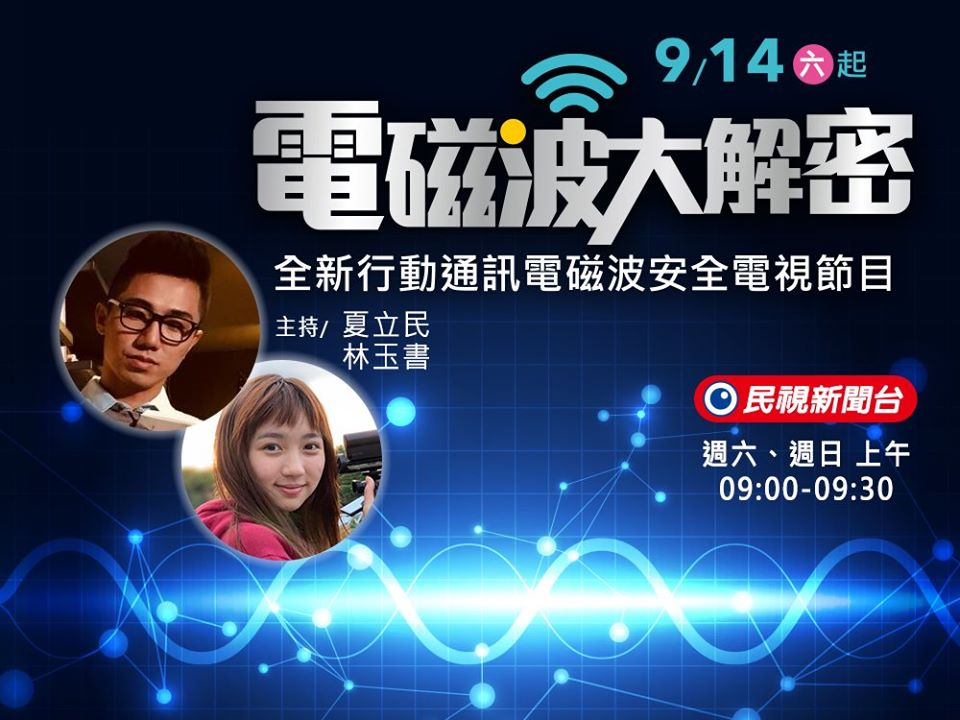 9/14 六 起
電磁波大解密
全新行動通訊電磁波安全電視節目
主持/ 夏立民
林玉書
民視新聞台
週六、週日 上午
09:00-09:30